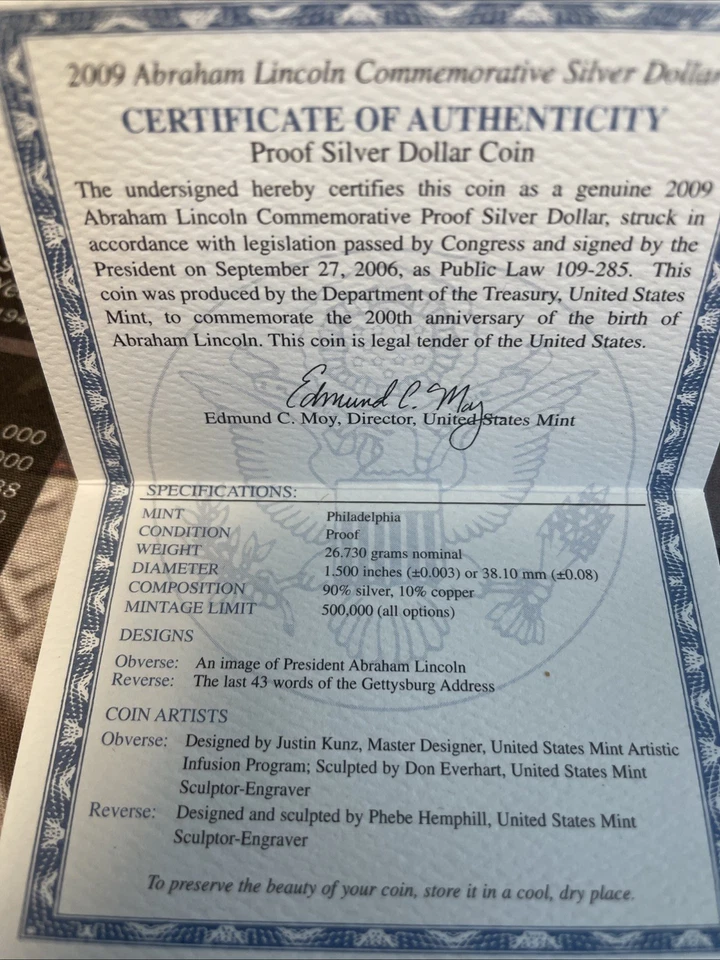 2009 Abraham Lincoln Commemorative Silver Dollar
CERTIFICATE OF AUTHENTICITY
Proof Silver Dollar Coin
The undersigned hereby certifies this coin as a genuine 2009
Abraham Lincoln Commemorative Proof Silver Dollar, struck in
accordance with legislation passed by Congress and signed by the
President on September 27, 2006, as Public Law 109-285. This
coin was produced by the Department of the Treasury, United States
Mint, to commemorate the 200th anniversary of the birth of
Abraham Lincoln. This coin is legal tender of the United States.
Edmund C. Moy
Edmund C. Moy, Director, United States Mint
SPECIFICATIONS:
MINT Philadelphia
CONDITION Proof
WEIGHT 26.730 grams nominal
DIAMETER 1.500 inches (±0.003) or 38.10 mm (±0.08)
COMPOSITION 90% silver, 10% copper
MINTAGE LIMIT 500,000 (all options)
DESIGNS
Obverse: An image of President Abraham Lincoln
Reverse: The last 43 words of the Gettysburg Address
COIN ARTISTS
Obverse: Designed by Justin Kunz, Master Designer, United States Mint Artistic
Infusion Program; Sculpted by Don Everhart, United States Mint
Sculptor-Engraver
Reverse: Designed and sculpted by Phebe Hemphill, United States Mint
Sculptor-Engraver
To preserve the beauty of your coin, store it in a cool, dry place.